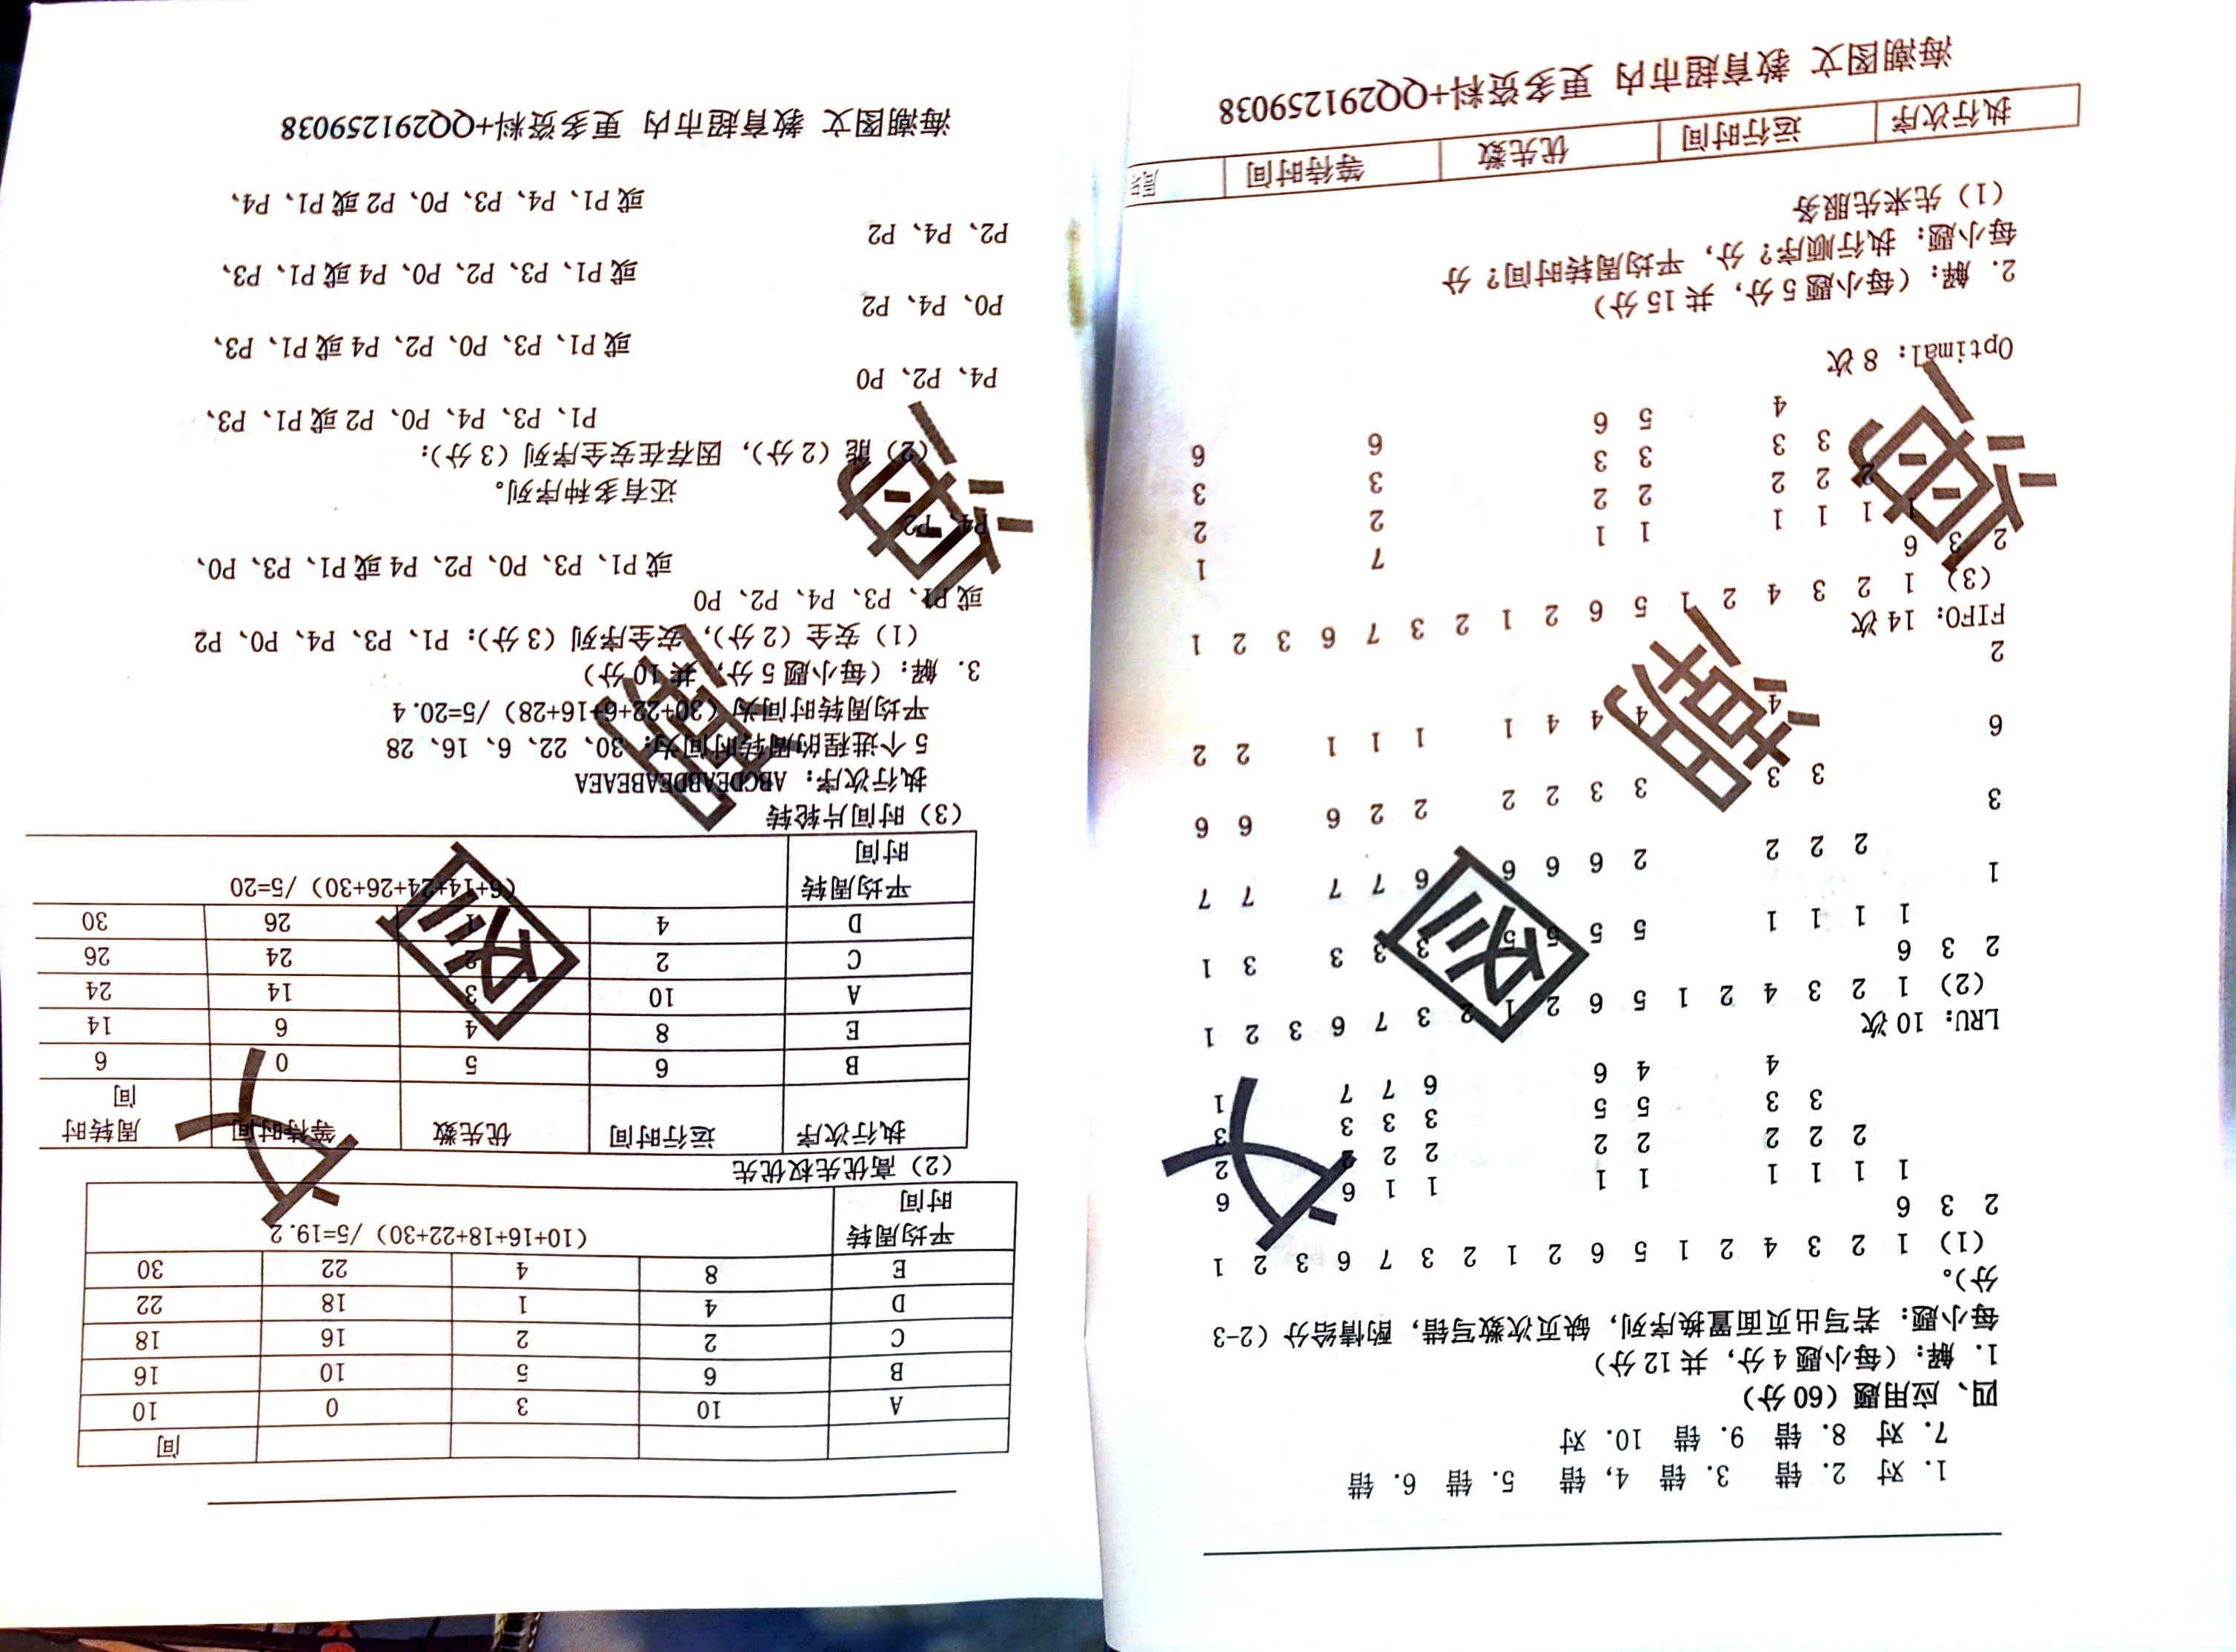 1. 对 2. 错 3. 错 4, 错 5. 错 6. 错
7. 对 8. 错 9. 错 10. 对
四、应用题（60 分）
1. 解：（每小题 4 分，共 12 分）
每小题：若写出页面置换序列，缺页次数写错，酌情给分（2-3
分）。
（1） 1 2 3 4 2 1 5 6 2 1 2 3 7 6 3 2 1
2 3 6
1 1 1 1 1 1 1 1 6 6
2 2 2 2 2 2 2 2 2
3 3 5 5 3 3 3 3
4 4 6 6 7 7 1
LRU：10 次
（2） 1 2 3 4 2 1 5 6 2 1 2 3 7 6 3 2 1
2 3 6
1 1 1 1 5 5 5 5 3 3 3 3 1
1
2 2 2 2 6 6 6 6 7 7 7 7
3
3 3 3 3 2 2 2 2 6 6 6
6
4 4 4 4 1 1 1 1 2 2
2
FIFO：14 次
（3） 1 2 3 4 2 1 5 6 2 1 2 3 7 6 3 2 1
2 3 6
1 1 1 1 1 1 7 1
2 2 2 2 2 2 2
3 3 3 3 3 3
4 5 6 6 6
Optimal：8 次
2. 解：（每小题 5 分，共 15 分）
每小题：执行顺序？分，平均周转时间？分
（1）先来先服务
执行次序 运行时间 优先数 等待时间 周转
海潮图文 教育超市内 更多资料+QQ291259038
间
A 10 3 0 10
B 6 5 10 16
C 2 2 16 18
D 4 1 18 22
E 8 4 22 30
平均周转 （10+16+18+22+30）/5=19.2
时间
（2）高优先权优先
执行次序 运行时间 优先数 等待时间 周转时
间
B 6 5 0 6
E 8 4 6 14
A 10 3 14 24
C 2 2 24 26
D 4 1 26 30
平均周转 （6+14+24+26+30）/5=20
时间
（3）时间片轮转
执行次序：ABCDEABDEABEAEA
5 个进程的周转时间为：30、22、6、16、28
平均周转时间为（30+22+6+16+28）/5=20.4
3. 解：（每小题 5 分，共 10 分）
（1）安全（2 分），安全序列（3 分）：P1、P3、P4、P0、P2
或 P1、P3、P4、P2、P0
或 P1、P3、P0、P2、P4 或 P1、P3、P0、
P4、P2
还有多种序列。
（2）能（2 分），因存在安全序列（3 分）：
P1、P3、P4、P0、P2 或 P1、P3、
P4、P2、P0
或 P1、P3、P0、P2、P4 或 P1、P3、
P0、P4、P2
或 P1、P3、P2、P0、P4 或 P1、P3、
P2、P4、P2
或 P1、P4、P3、P0、P2 或 P1、P4、
海潮图文 教育超市内 更多资料+QQ291259038
海潮图文
海潮图文